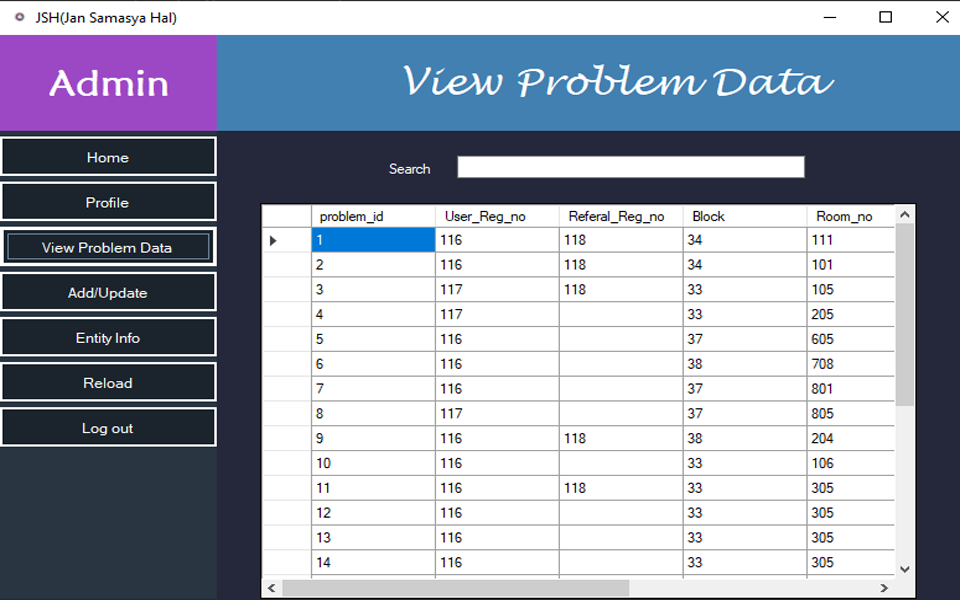 JSH(Jan Samasya Hal)
Admin
View Problem Data
Home
Profile
View Problem Data
Add/Update
Entity Info
Reload
Log out
Search
problem_id User_Reg_no Referal_Reg_no Block Room_no
1 116 118 34 111
2 116 118 34 101
3 117 118 33 105
4 117 33 205
5 116 37 605
6 116 38 708
7 116 37 801
8 117 37 805
9 116 118 38 204
10 116 33 106
11 116 118 33 305
12 116 33 305
13 116 33 305
14 116 33 305